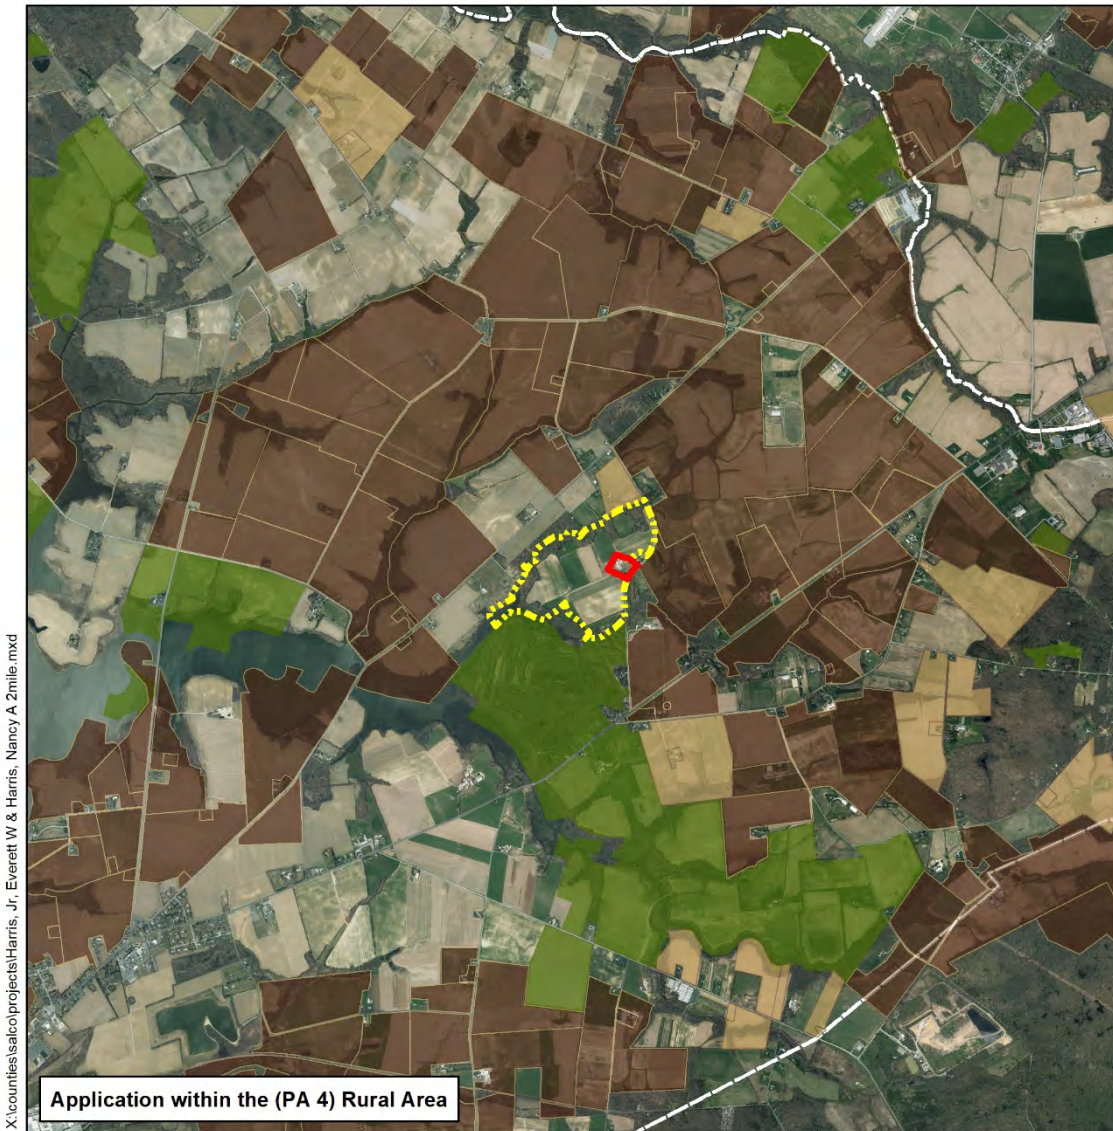 X:\counties\salco\projects\Harris, Jr, Everett W & Harris, Nancy A 2mile.mxd
Application within the (PA 4) Rural Area